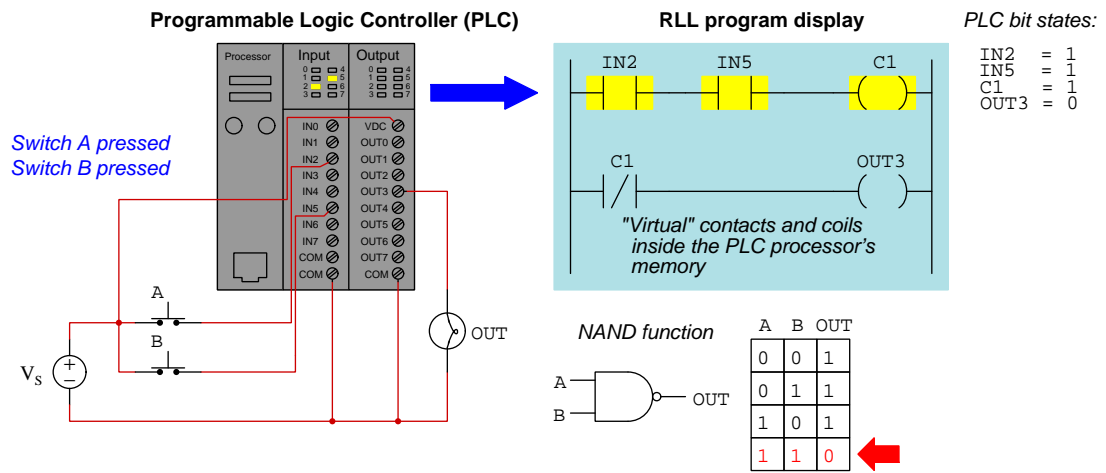 Programmable Logic Controller (PLC)
RLL program display
PLC bit states:
Processor
Input
Output
0 4
1 5
2 6
3 7
0 4
1 5
2 6
3 7
IN0
IN1
IN2
IN3
IN4
IN5
IN6
IN7
COM
COM
VDC
OUT0
OUT1
OUT2
OUT3
OUT4
OUT5
OUT6
OUT7
COM
Switch A pressed
Switch B pressed
IN2 IN5 C1
C1 OUT3
"Virtual" contacts and coils
inside the PLC processor's
memory
IN2 = 1
IN5 = 1
C1 = 1
OUT3 = 0
A
B
VS
+
−
OUT
NAND function
A
B
OUT
A B OUT
0 0 1
0 1 1
1 0 1
1 1 0